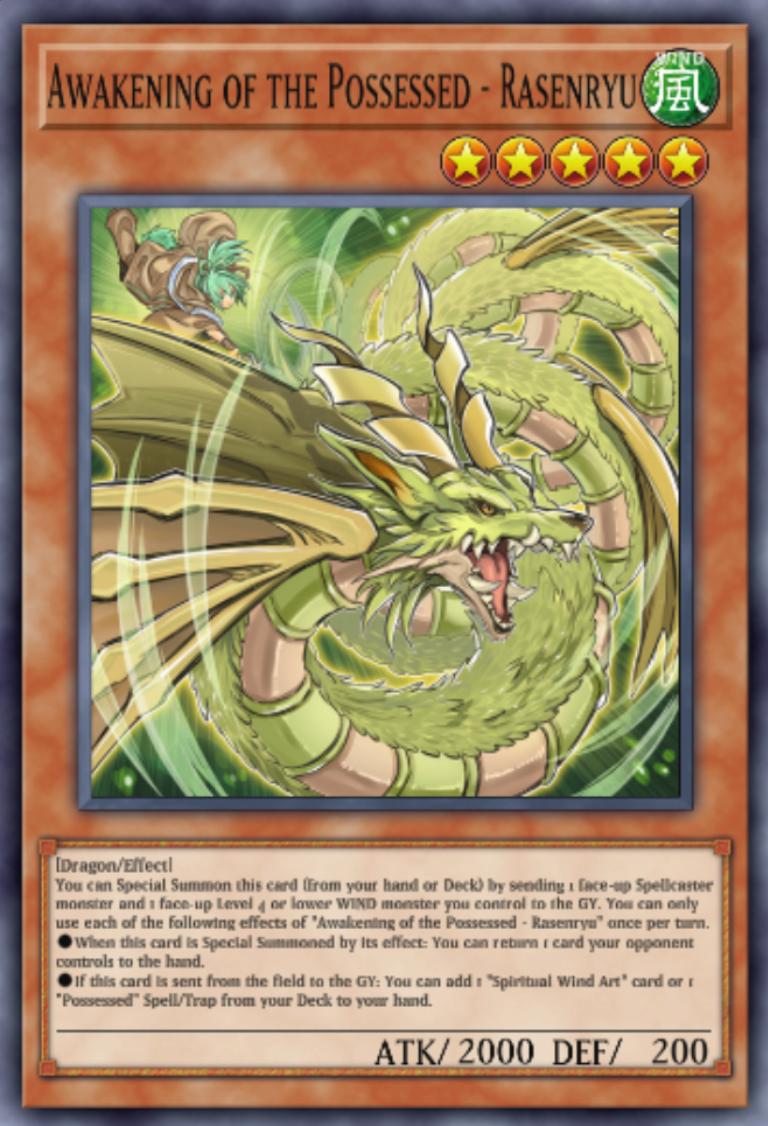 AWAKENING OF THE POSSESSED - RASENRYU
WIND
風
[Dragon/Effect]
You can Special Summon this card (from your hand or Deck) by sending 1 face-up Spellcaster
monster and 1 face-up Level 4 or lower WIND monster you control to the GY. You can only
use each of the following effects of "Awakening of the Possessed - Rasenryu" once per turn.
●When this card is Special Summoned by its effect: You can return 1 card your opponent
controls to the hand.
●If this card is sent from the field to the GY: You can add 1 "Spiritual Wind Art" card or 1
"Possessed" Spell/Trap from your Deck to your hand.
ATK/ 2000 DEF/ 200